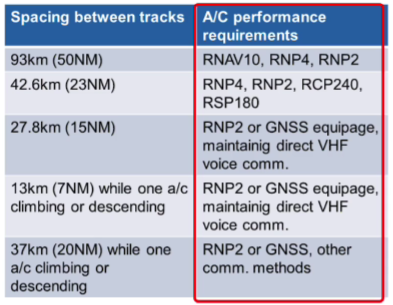 Spacing between tracks
A/C performance
requirements
93km (50NM)
RNAV10, RNP4, RNP2
42.6km (23NM)
RNP4, RNP2, RCP240,
RSP180
27.8km (15NM)
RNP2 or GNSS equipage,
maintainig direct VHF
voice comm.
13km (7NM) while one a/c
climbing or descending
RNP2 or GNSS equipage,
maintainig direct VHF
voice comm.
37km (20NM) while one
a/c climbing or
descending
RNP2 or GNSS, other
comm. methods